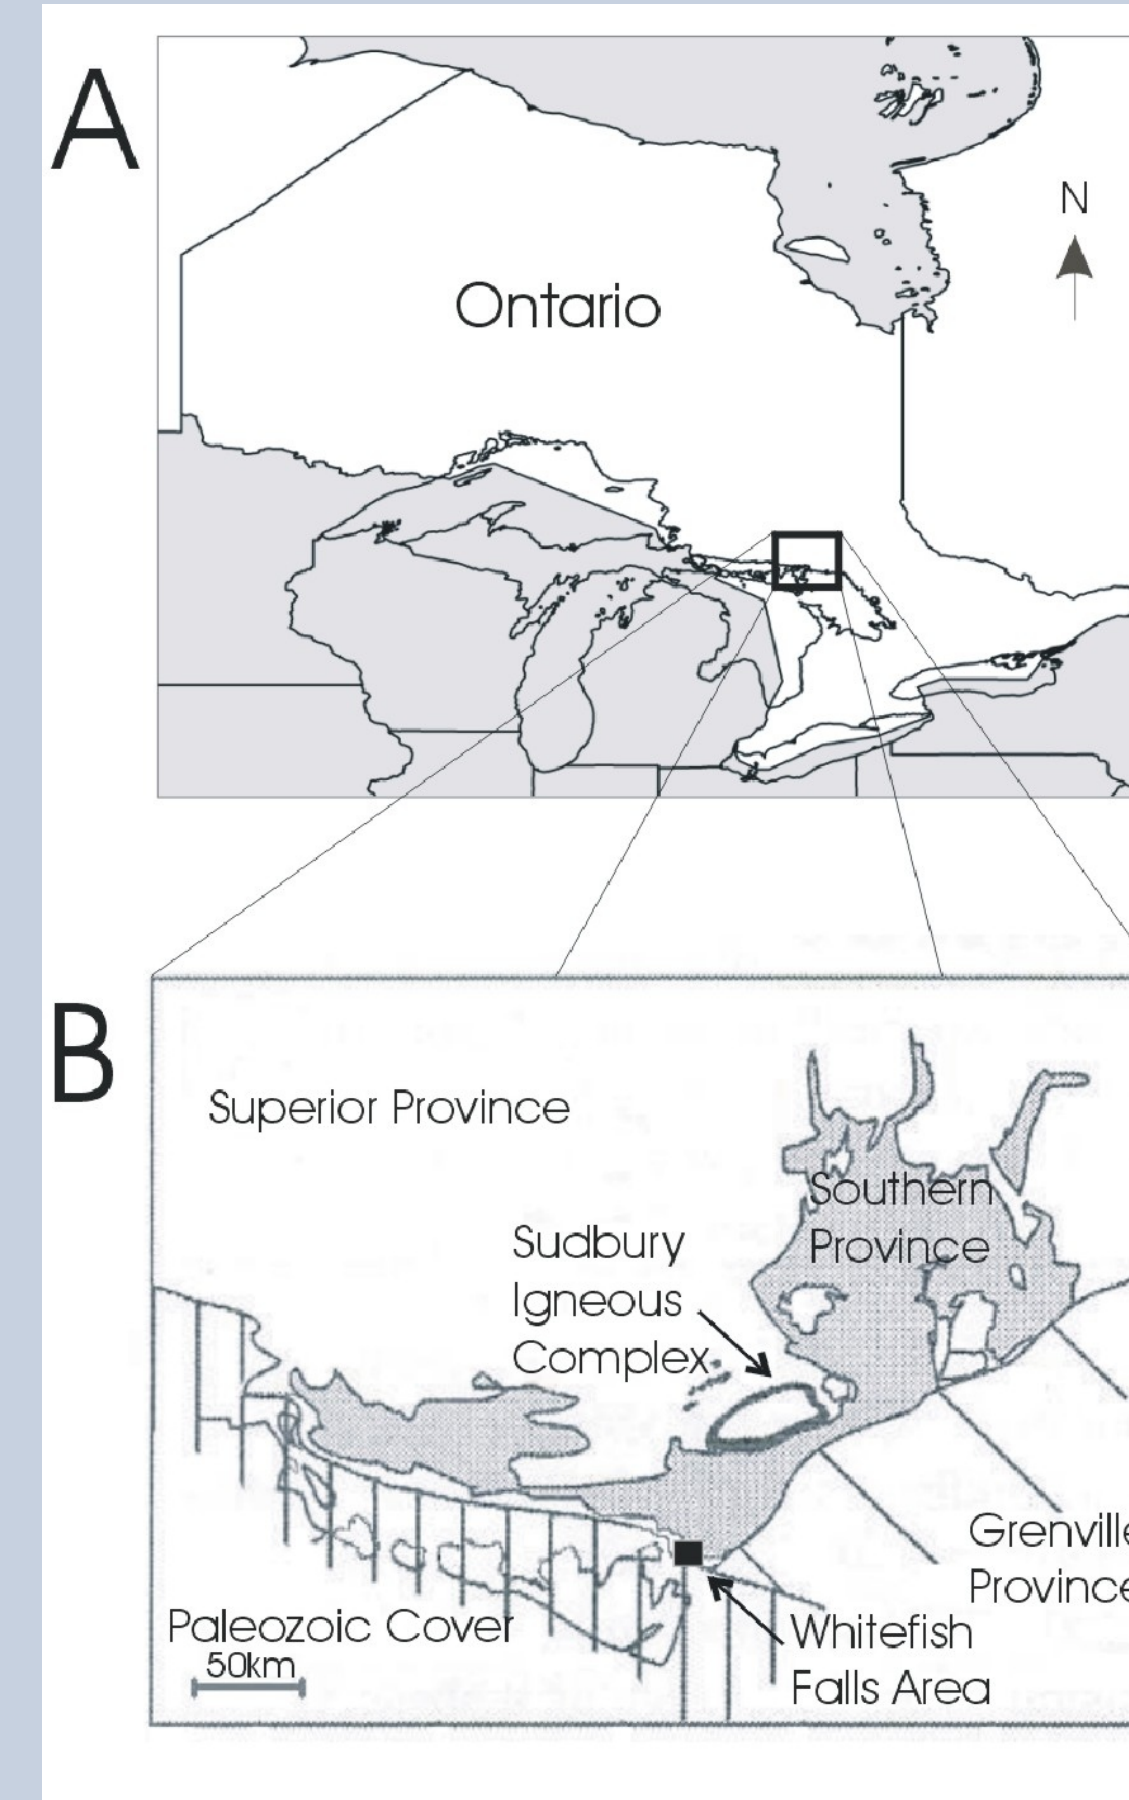 A
N
Ontario
B
Superior Province
Southern
Province
Sudbury
Igneous
Complex
Grenville
Province
Paleozoic Cover
50km
Whitefish
Falls Area